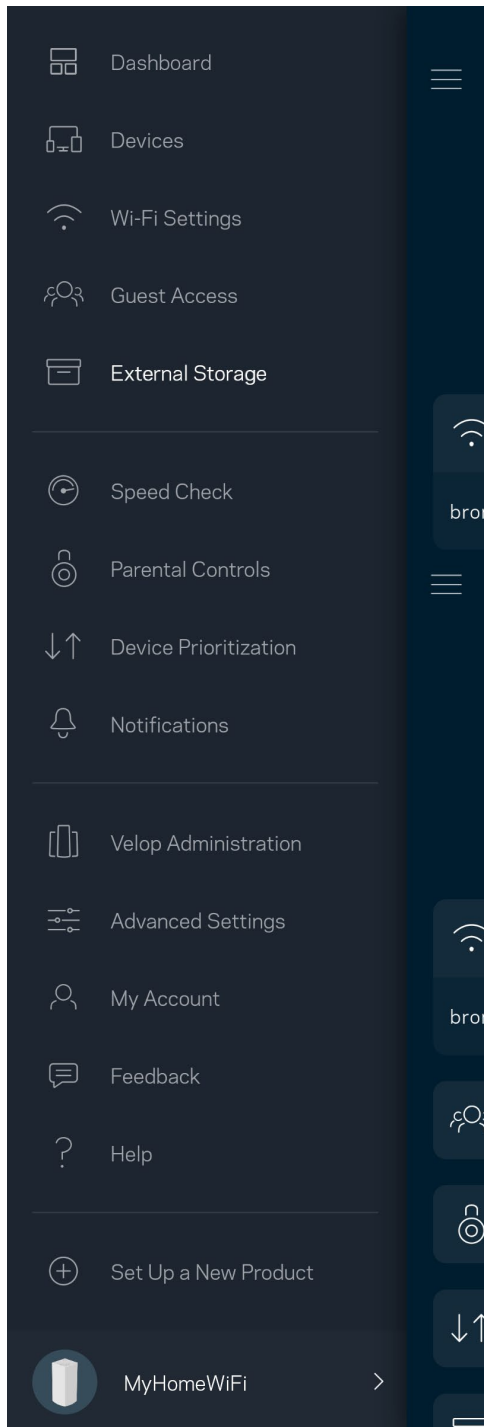 Dashboard
Devices
Wi-Fi Settings
Guest Access
External Storage
Speed Check
Parental Controls
Device Prioritization
Notifications
Velop Administration
Advanced Settings
My Account
Feedback
Help
Set Up a New Product
MyHomeWiFi